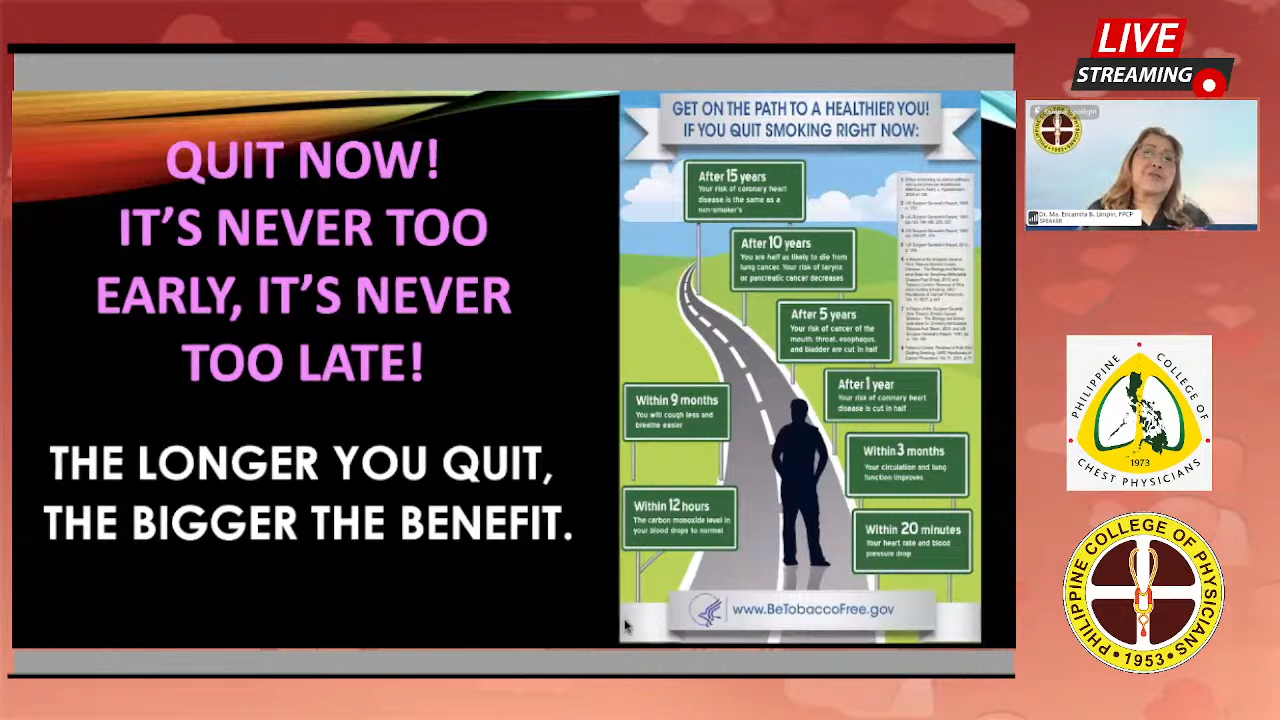 QUIT NOW!
IT'S NEVER TOO
EARLY, IT'S NEVER
TOO LATE!
THE LONGER YOU QUIT,
THE BIGGER THE BENEFIT.
GET ON THE PATH TO A HEALTHIER YOU!
IF YOU QUIT SMOKING RIGHT NOW:
After 15 years
Your risk of coronary heart
disease is the same as a
non-smoker's
After 10 years
You are half as likely to die from
lung cancer. Your risk of larynx
or pancreatic cancer decreases
After 5 years
Your risk of cancer of the
mouth, throat, esophagus,
and bladder are cut in half
After 1 year
Your risk of coronary heart
disease is cut in half
Within 9 months
You will cough less and
breathe easier
Within 3 months
Your circulation and lung
function improves
Within 12 hours
The carbon monoxide level in
your blood drops to normal
Within 20 minutes
Your heart rate and blood
pressure drop
www.BeTobaccoFree.gov
LIVE
STREAMING
Dr. Ma. Encarnita B. Limpin, FPCP
SPEAKER
PHILIPPINE COLLEGE OF
CHEST PHYSICIANS
1973
PHILIPPINE COLLEGE OF PHYSICIANS
1953